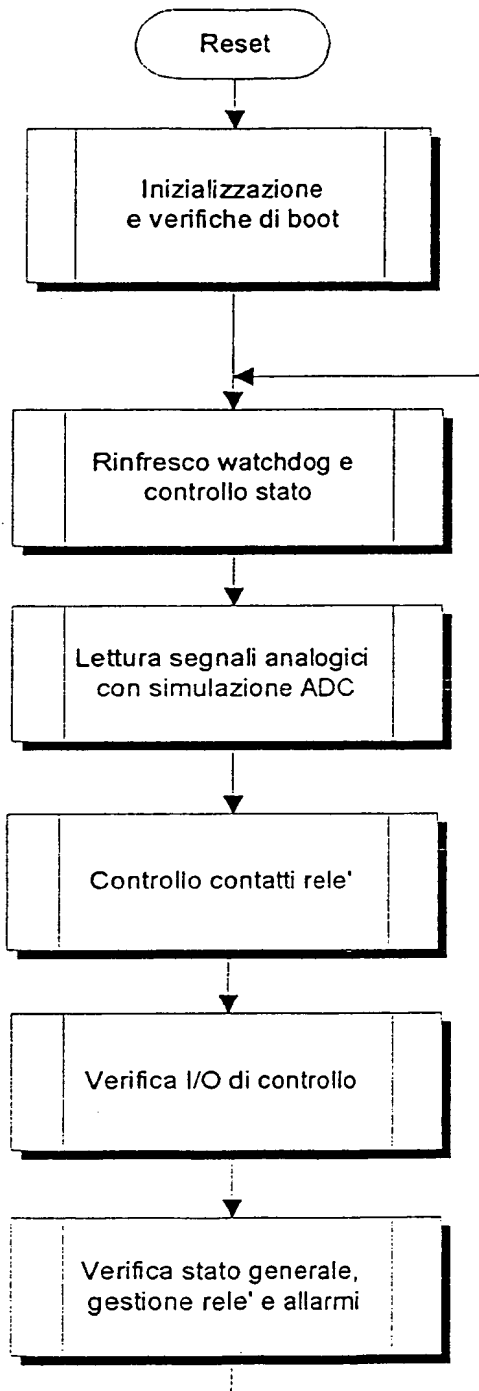 Reset
Inizializzazione
e verifiche di boot
Rinfresco watchdog e
controllo stato
Lettura segnali analogici
con simulazione ADC
Controllo contatti rele'
Verifica I/O di controllo
Verifica stato generale,
gestione rele' e allarmi